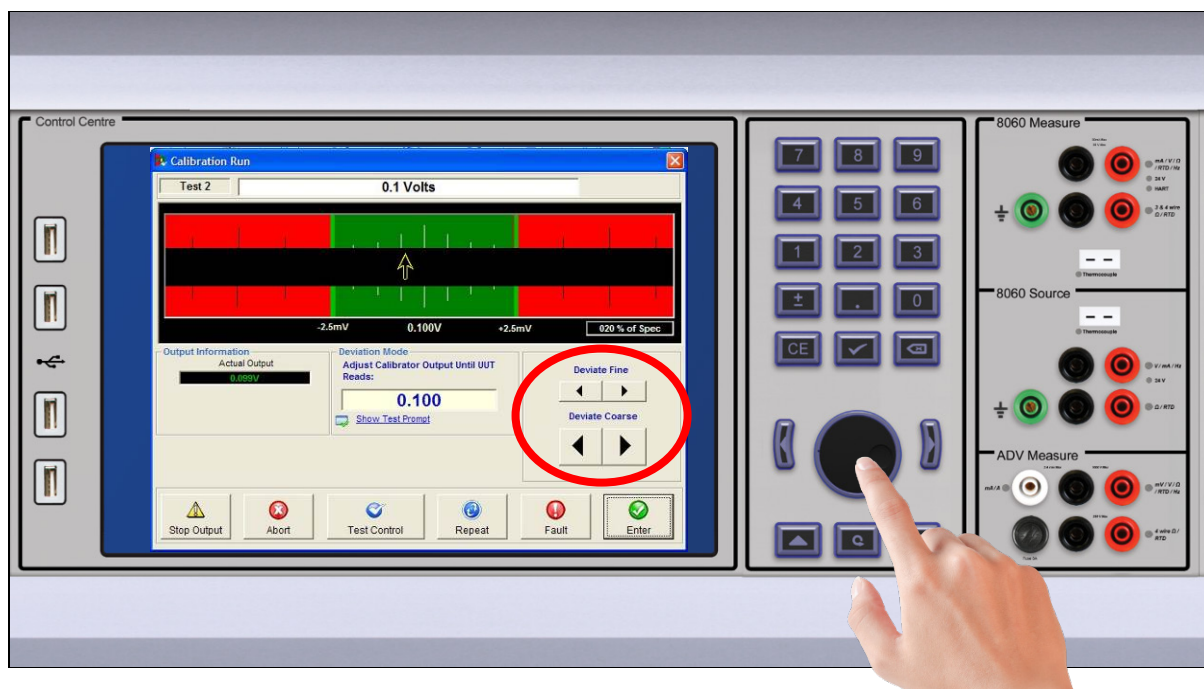 Control Centre
Calibration Run
Test 2
0.1 Volts
-2.5mV
0.100V
+2.5mV
020 % of Spec
Output Information
Actual Output
0.099V
Deviation Mode
Adjust Calibrator Output Until UUT
Reads:
0.100
Show Test Prompt
Deviate Fine
Deviate Coarse
Stop Output
Abort
Test Control
Repeat
Fault
Enter
7 8 9
4 5 6
1 2 3
± . 0
CE
8060 Measure
mA / V / Ω
/ RTD / Hz
24 V
HART
3 & 4 wire
Ω / RTD
Thermocouple
8060 Source
Thermocouple
V / mA / Hz
24 V
Ω / RTD
ADV Measure
mA/A
mV / V / Ω
/ RTD / Hz
4 wire Ω /
RTD